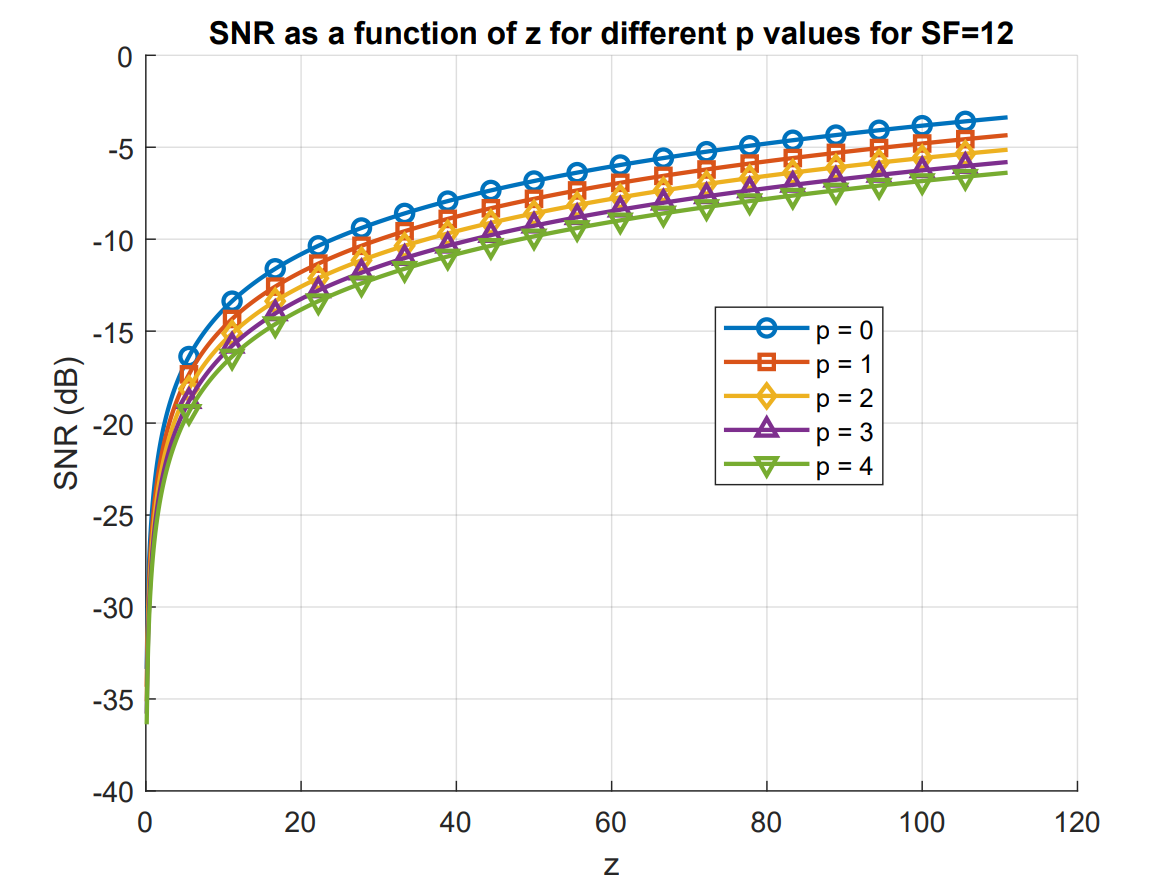 SNR as a function of z for different p values for SF=12
0
-5
-10
-15
-20
-25
-30
-35
-40
SNR (dB)
p = 0
p = 1
p = 2
p = 3
p = 4
0 20 40 60 80 100 120
z